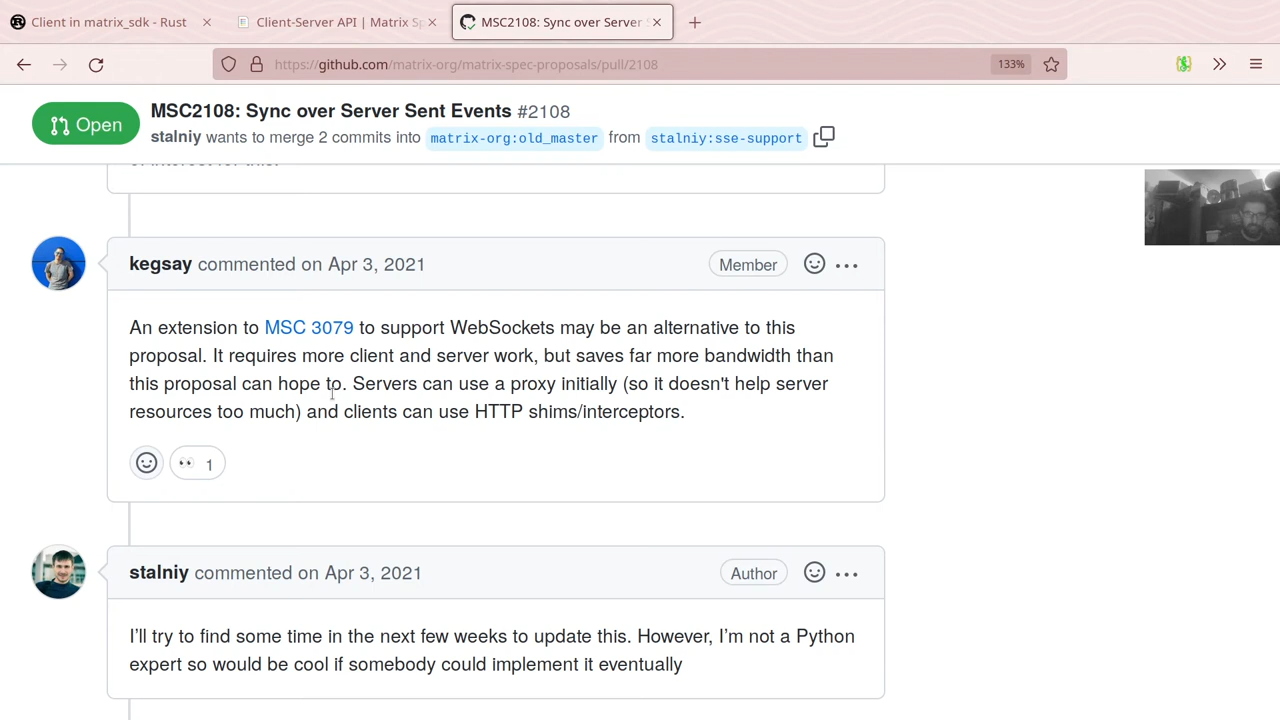 Client in matrix_sdk - Rust
Client-Server API | Matrix Sp
MSC2108: Sync over Server S
https://github.com/matrix-org/matrix-spec-proposals/pull/2108
133%
Open
MSC2108: Sync over Server Sent Events #2108
stalniy wants to merge 2 commits into matrix-org:old_master from stalniy:sse-support
kegsay commented on Apr 3, 2021
Member
An extension to MSC 3079 to support WebSockets may be an alternative to this
proposal. It requires more client and server work, but saves far more bandwidth than
this proposal can hope to. Servers can use a proxy initially (so it doesn't help server
resources too much) and clients can use HTTP shims/interceptors.
👀 1
stalniy commented on Apr 3, 2021
Author
I'll try to find some time in the next few weeks to update this. However, I'm not a Python
expert so would be cool if somebody could implement it eventually